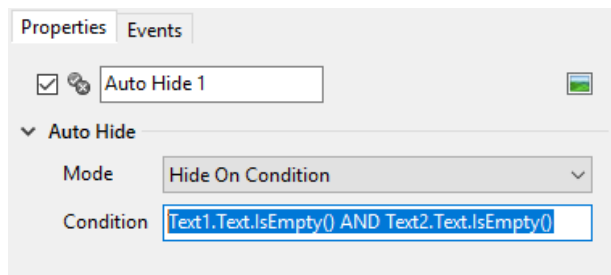 Properties Events
Auto Hide 1
Auto Hide
Mode Hide On Condition
Condition Text1.Text.IsEmpty() AND Text2.Text.IsEmpty()